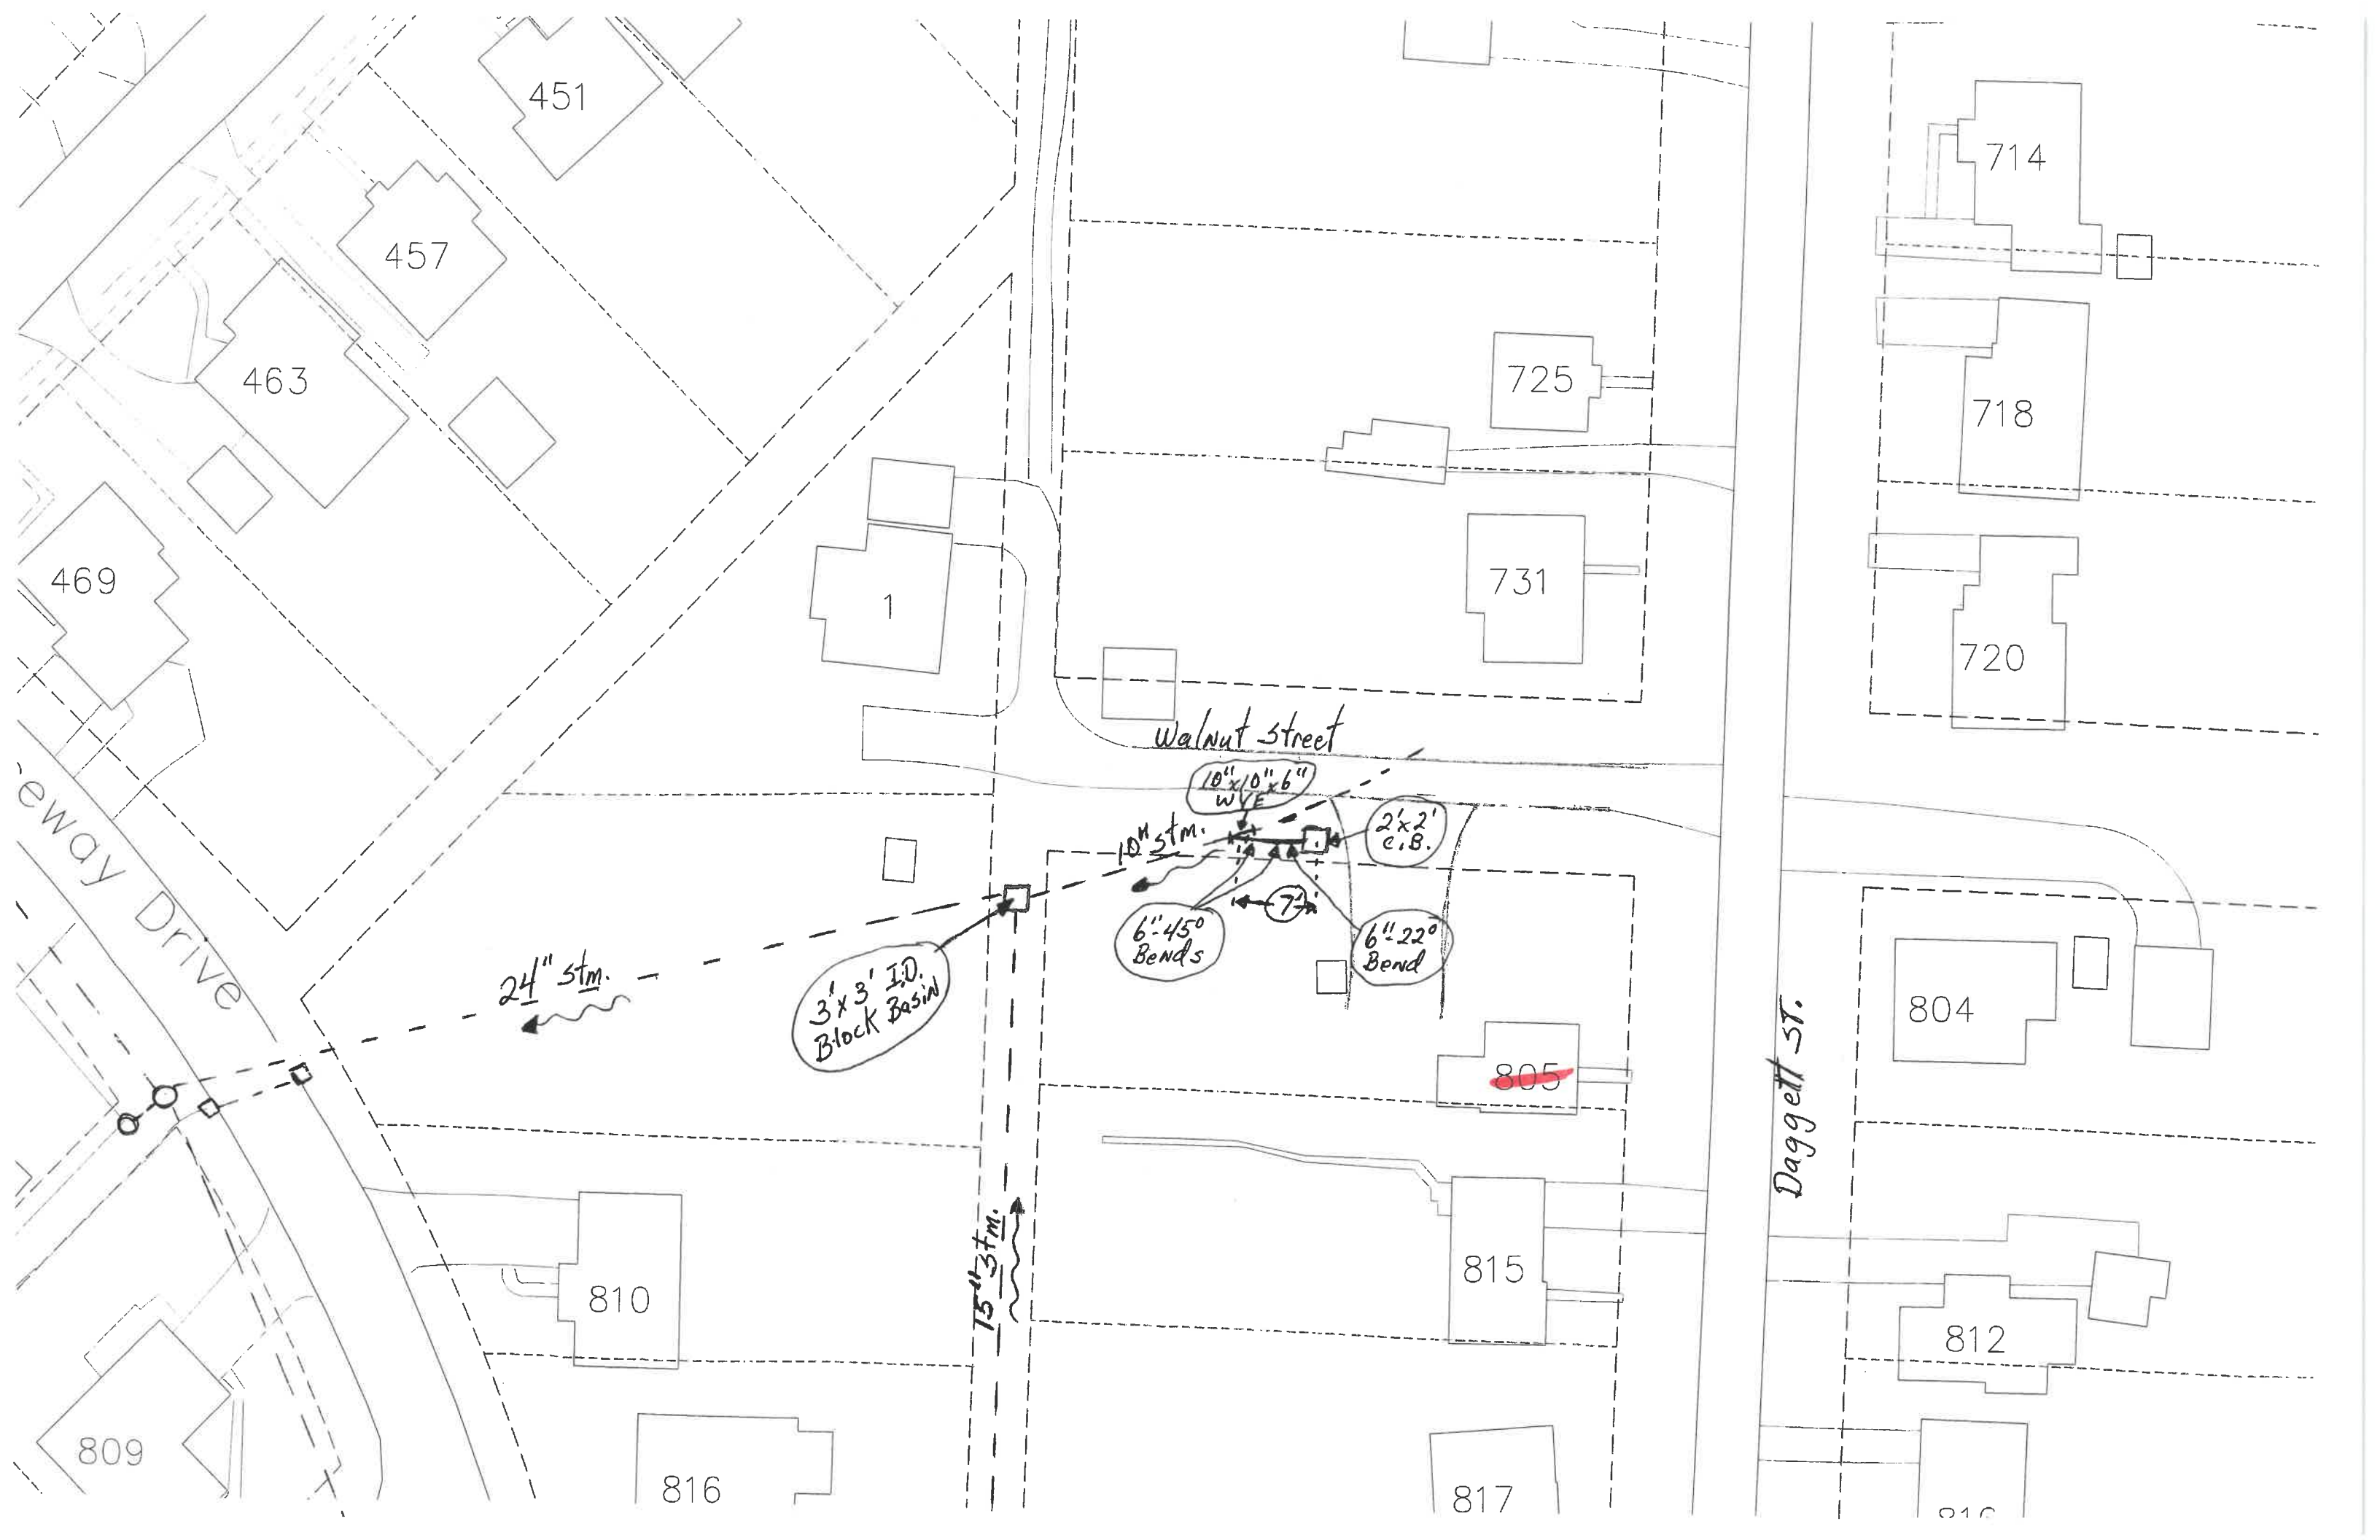 451
714
457
463
725
718
469
731
1
720
Walnut Street
10"x10"x6"
WYE
10" stm.
2'x2'
C.B.
7'
6"-45°
Bends
6"-22°
Bend
eway Drive
24" stm.
3'x3' I.D.
Block Basin
804
805
Daggett St.
15" stm.
815
810
812
809
816
817